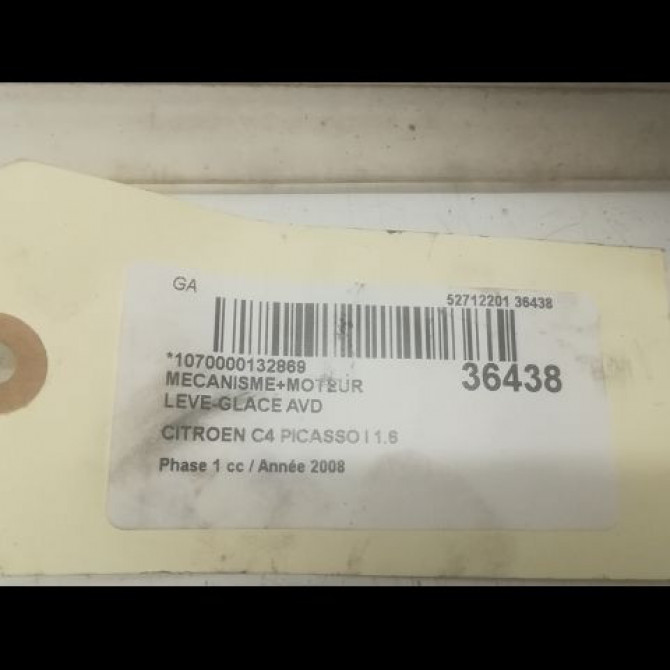 GA
52712201 36438
*1070000132869
36438
MECANISME+MOTEUR
LEVE-GLACE AVD
CITROEN C4 PICASSO I 1.6
Phase 1 cc / Année 2008